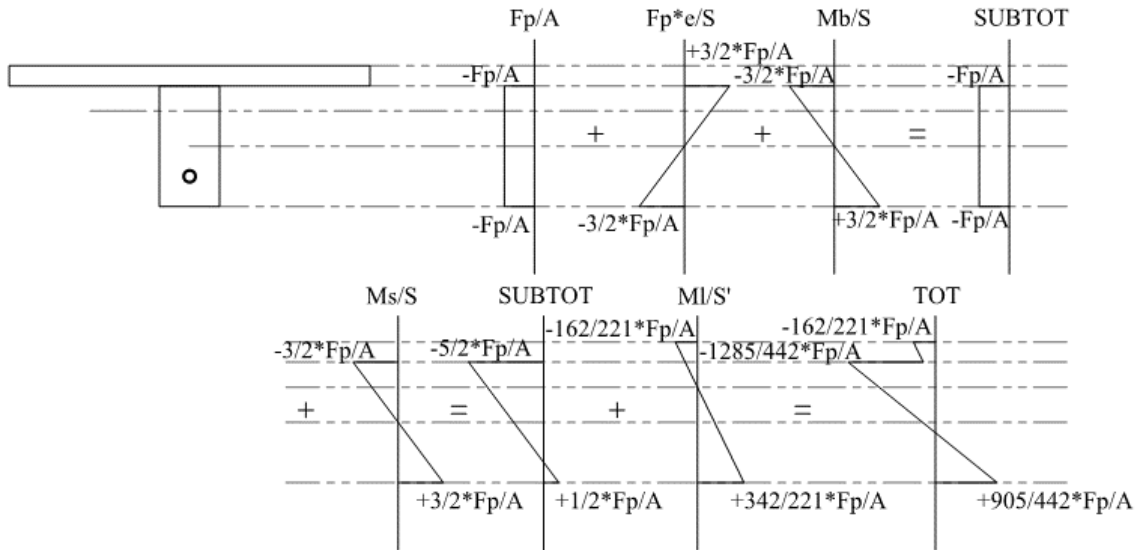 Fp/A
Fp*e/S
Mb/S
SUBTOT
+3/2*Fp/A
-Fp/A
-3/2*Fp/A
-Fp/A
+
+
=
-Fp/A
-3/2*Fp/A
+3/2*Fp/A
-Fp/A
Ms/S
SUBTOT
Ml/S'
TOT
-162/221*Fp/A
-162/221*Fp/A
-3/2*Fp/A
-5/2*Fp/A
-1285/442*Fp/A
+
=
+
=
+3/2*Fp/A
+1/2*Fp/A
+342/221*Fp/A
+905/442*Fp/A